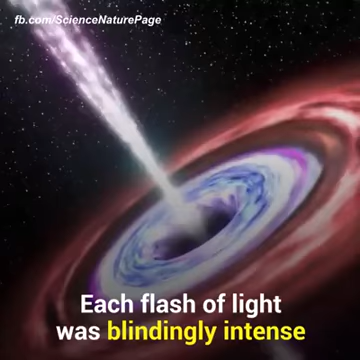 fb.com/ScienceNaturePage
Each flash of light
was blindingly intense